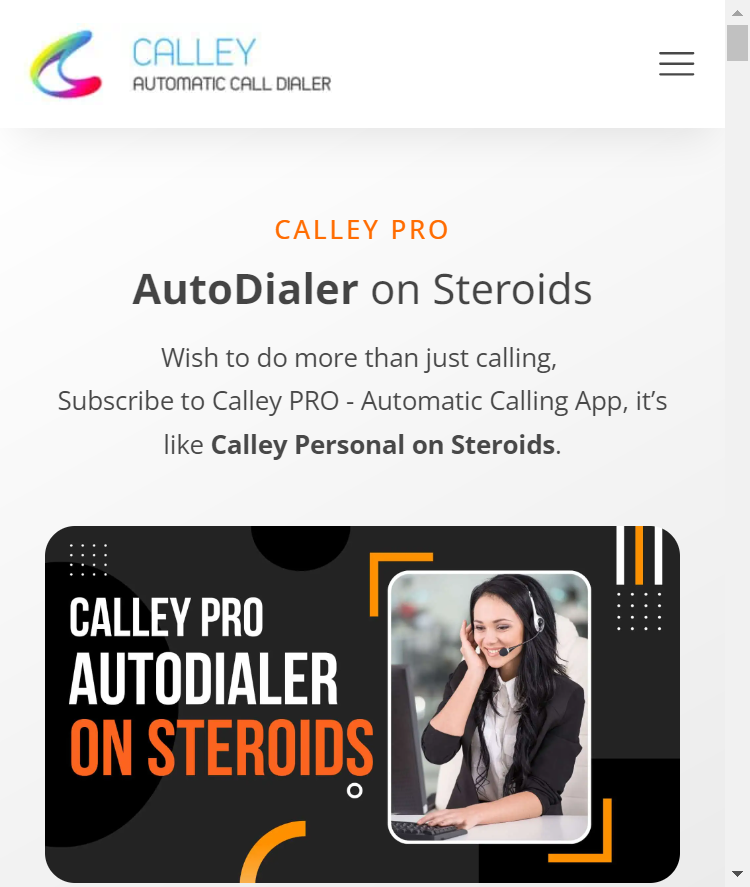 CALLEY
AUTOMATIC CALL DIALER
CALLEY PRO
AutoDialer on Steroids
Wish to do more than just calling,
Subscribe to Calley PRO - Automatic Calling App, it’s
like Calley Personal on Steroids.
CALLEY PRO
AUTODIALER
ON STEROIDS